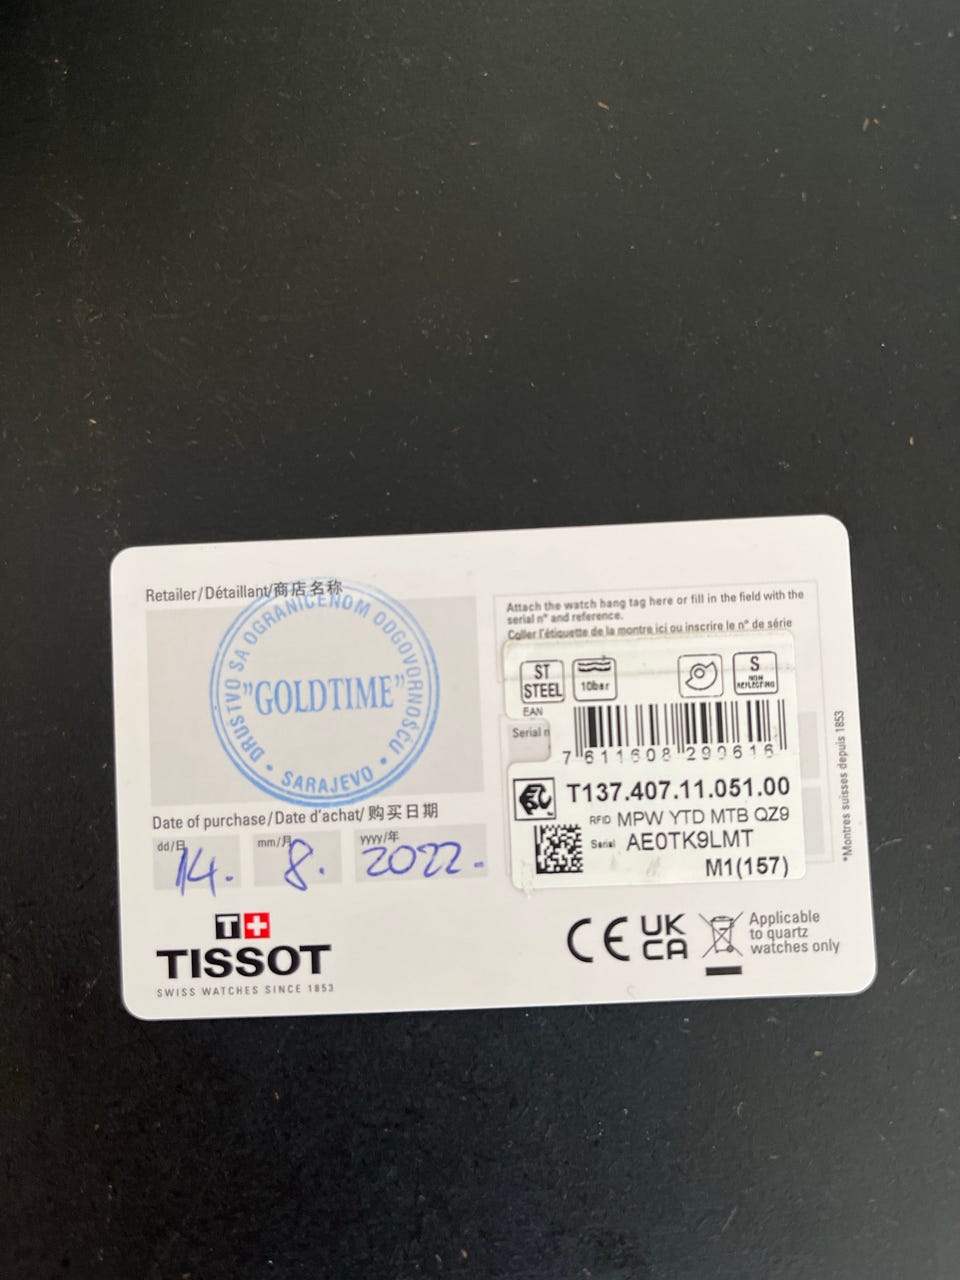 Retailer/Détaillant/商店名称
DRUŠTVO SA OGRANIČENOM ODGOVORNOŠĆU
"GOLDTIME"
• SARAJEVO •
Date of purchase/Date d'achat/购买日期
dd/日 mm/月 yyyy/年
14. 8. 2022.
T+
TISSOT
SWISS WATCHES SINCE 1853
Attach the watch hang tag here or fill in the field with the
serial n° and reference.
Coller l'étiquette de la montre ici ou inscrire le n° de série
ST
STEEL
10bar
S
NON
REFLECTING
EAN
Serial n
7 611608 290616
T137.407.11.051.00
RFID MPW YTD MTB QZ9
Serial AE0TK9LMT
M1(157)
*Montres suisses depuis 1853
CE UK
CA
Applicable
to quartz
watches only